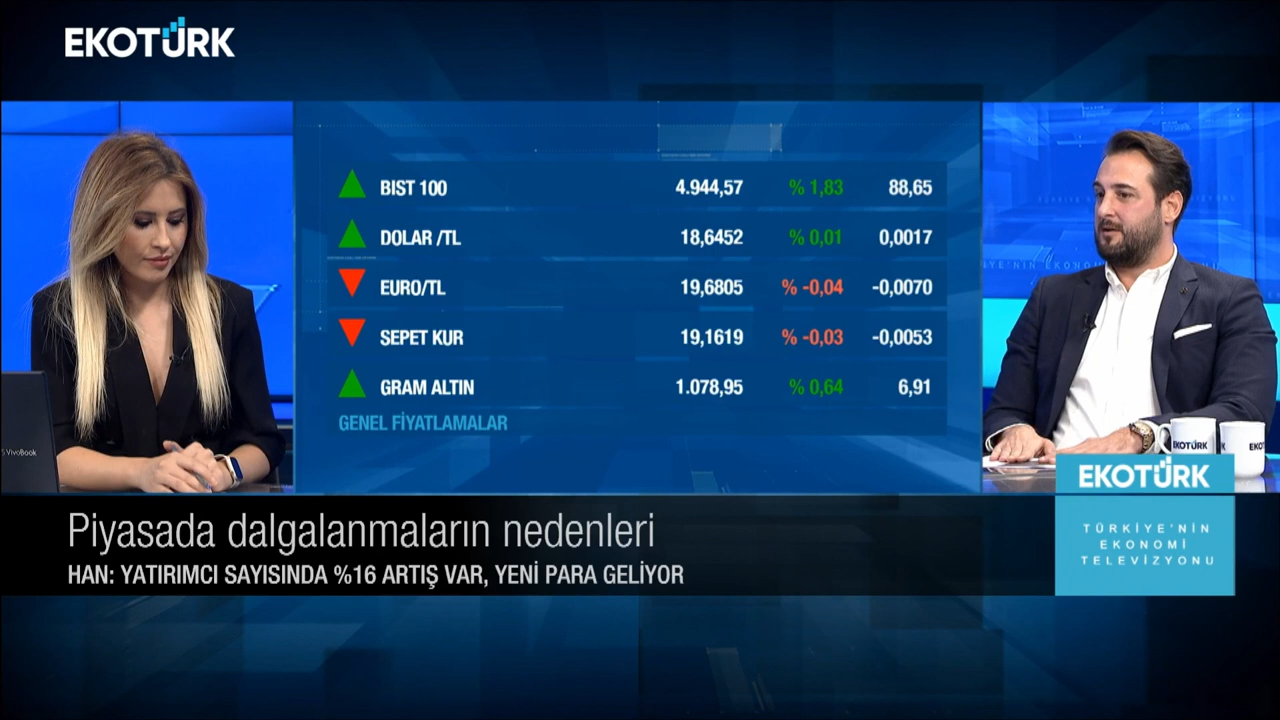 EKOTÜRK
BIST 100 4.944,57 % 1,83 88,65
DOLAR /TL 18,6452 % 0,01 0,0017
EURO/TL 19,6805 % -0,04 -0,0070
SEPET KUR 19,1619 % -0,03 -0,0053
GRAM ALTIN 1.078,95 % 0,64 6,91
GENEL FİYATLAMALAR
VivoBook
EKOTÜRK
EKOTÜRK
TÜRKİYE'NİN
EKONOMİ
TELEVİZYONU
Piyasada dalgalanmaların nedenleri
HAN: YATIRIMCI SAYISINDA %16 ARTIŞ VAR, YENİ PARA GELİYOR